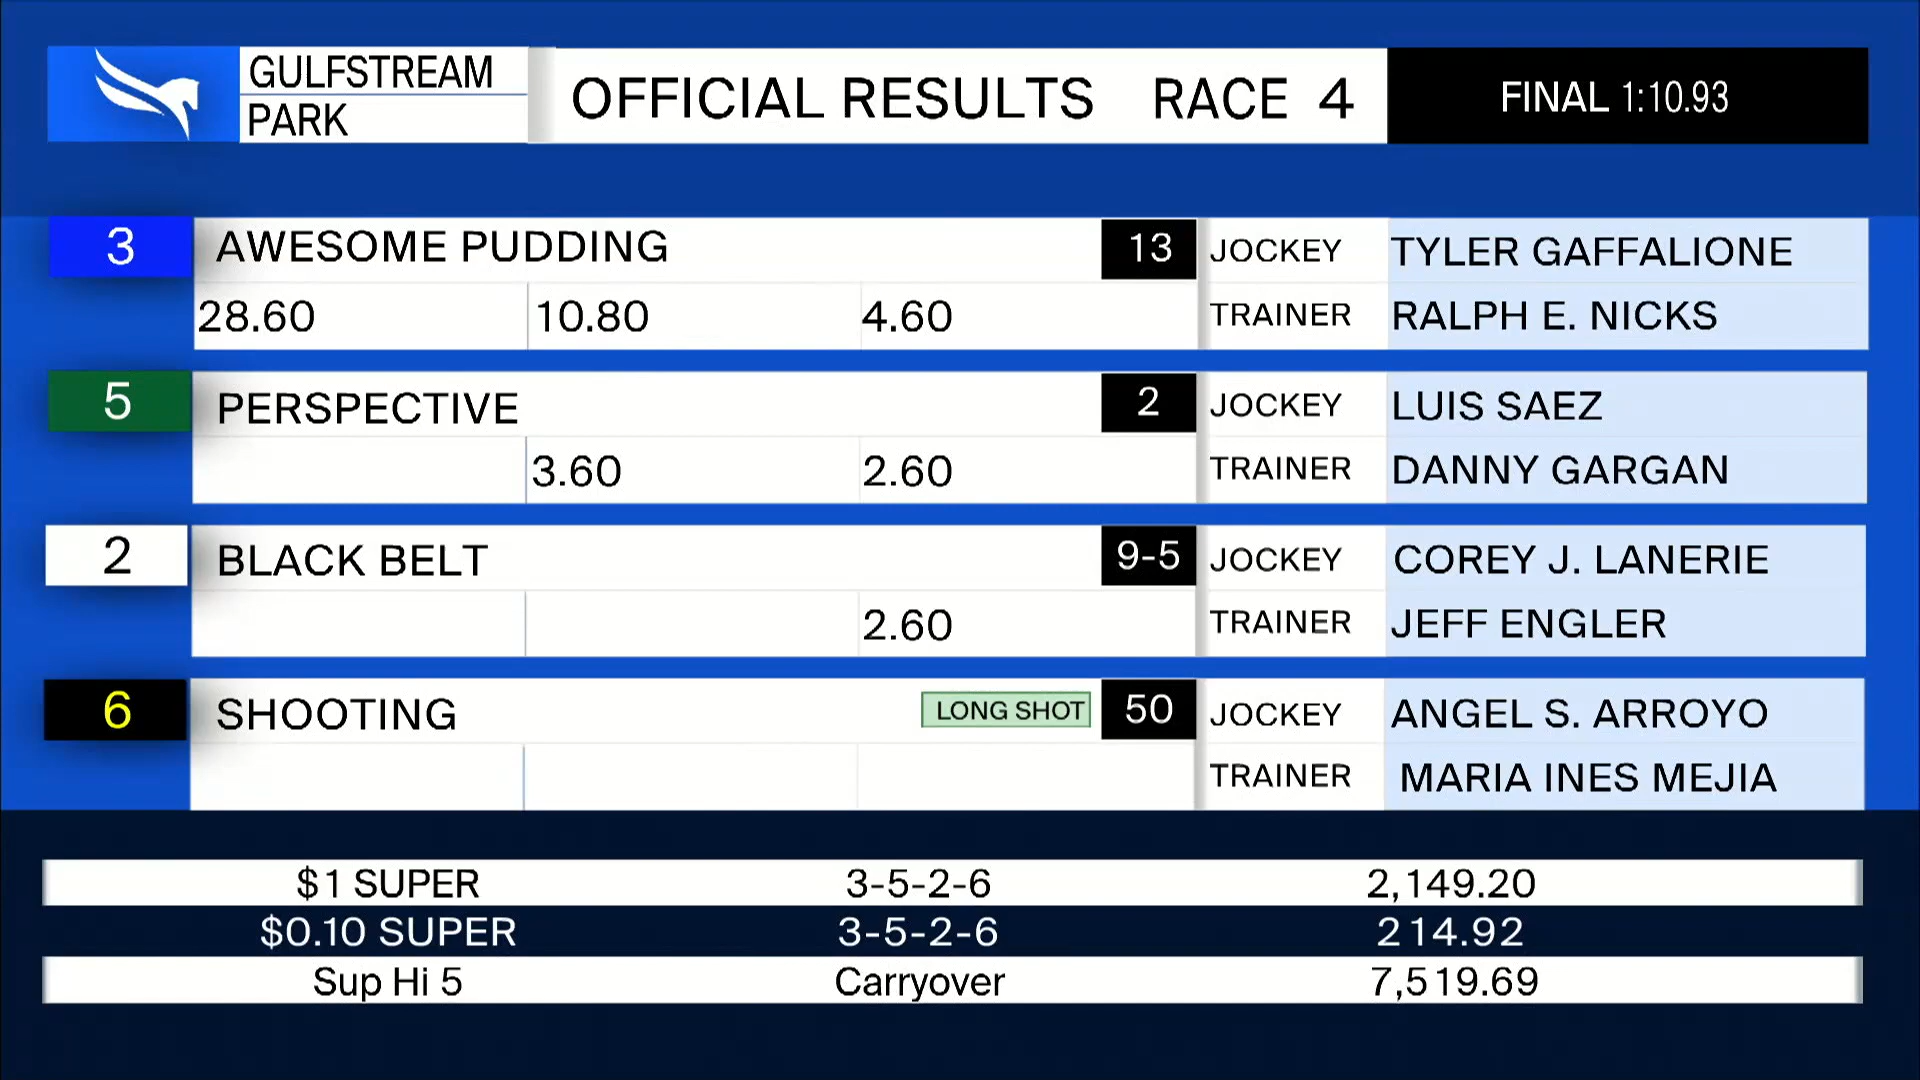 GULFSTREAM
PARK
OFFICIAL RESULTS RACE 4
FINAL 1:10.93
3 AWESOME PUDDING 13 JOCKEY TYLER GAFFALIONE
28.60 10.80 4.60 TRAINER RALPH E. NICKS
5 PERSPECTIVE 2 JOCKEY LUIS SAEZ
3.60 2.60 TRAINER DANNY GARGAN
2 BLACK BELT 9-5 JOCKEY COREY J. LANERIE
2.60 TRAINER JEFF ENGLER
6 SHOOTING LONG SHOT 50 JOCKEY ANGEL S. ARROYO
TRAINER MARIA INES MEJIA
$1 SUPER 3-5-2-6 2,149.20
$0.10 SUPER 3-5-2-6 214.92
Sup Hi 5 Carryover 7,519.69